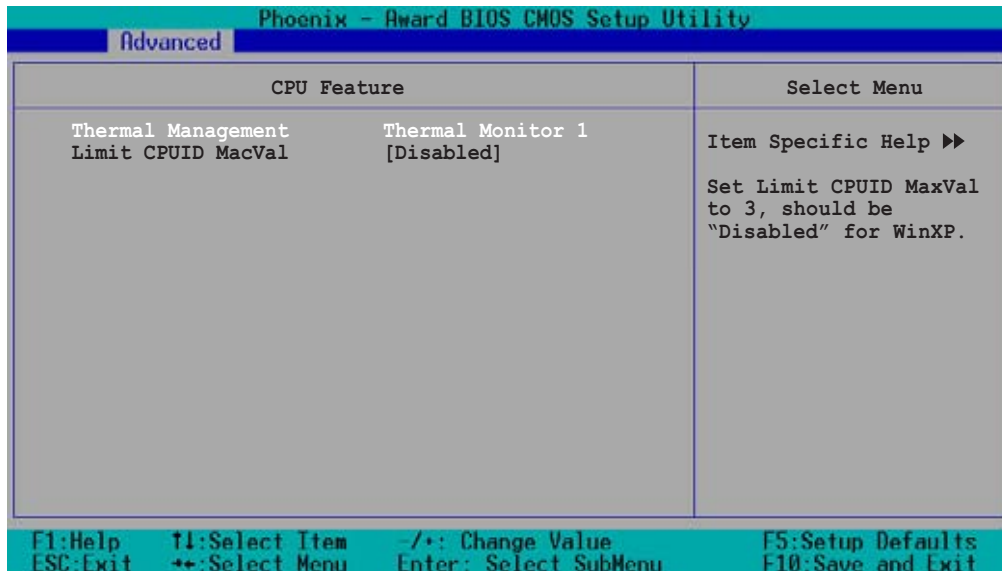 Phoenix - Award BIOS CMOS Setup Utility
Advanced
CPU Feature
Select Menu
Thermal Management Thermal Monitor 1
Limit CPUID MacVal [Disabled]
Item Specific Help ▶▶
Set Limit CPUID MaxVal
to 3, should be
“Disabled” for WinXP.
F1:Help ↑↓:Select Item -/+: Change Value F5:Setup Defaults
ESC:Exit →←:Select Menu Enter: Select SubMenu F10:Save and Exit